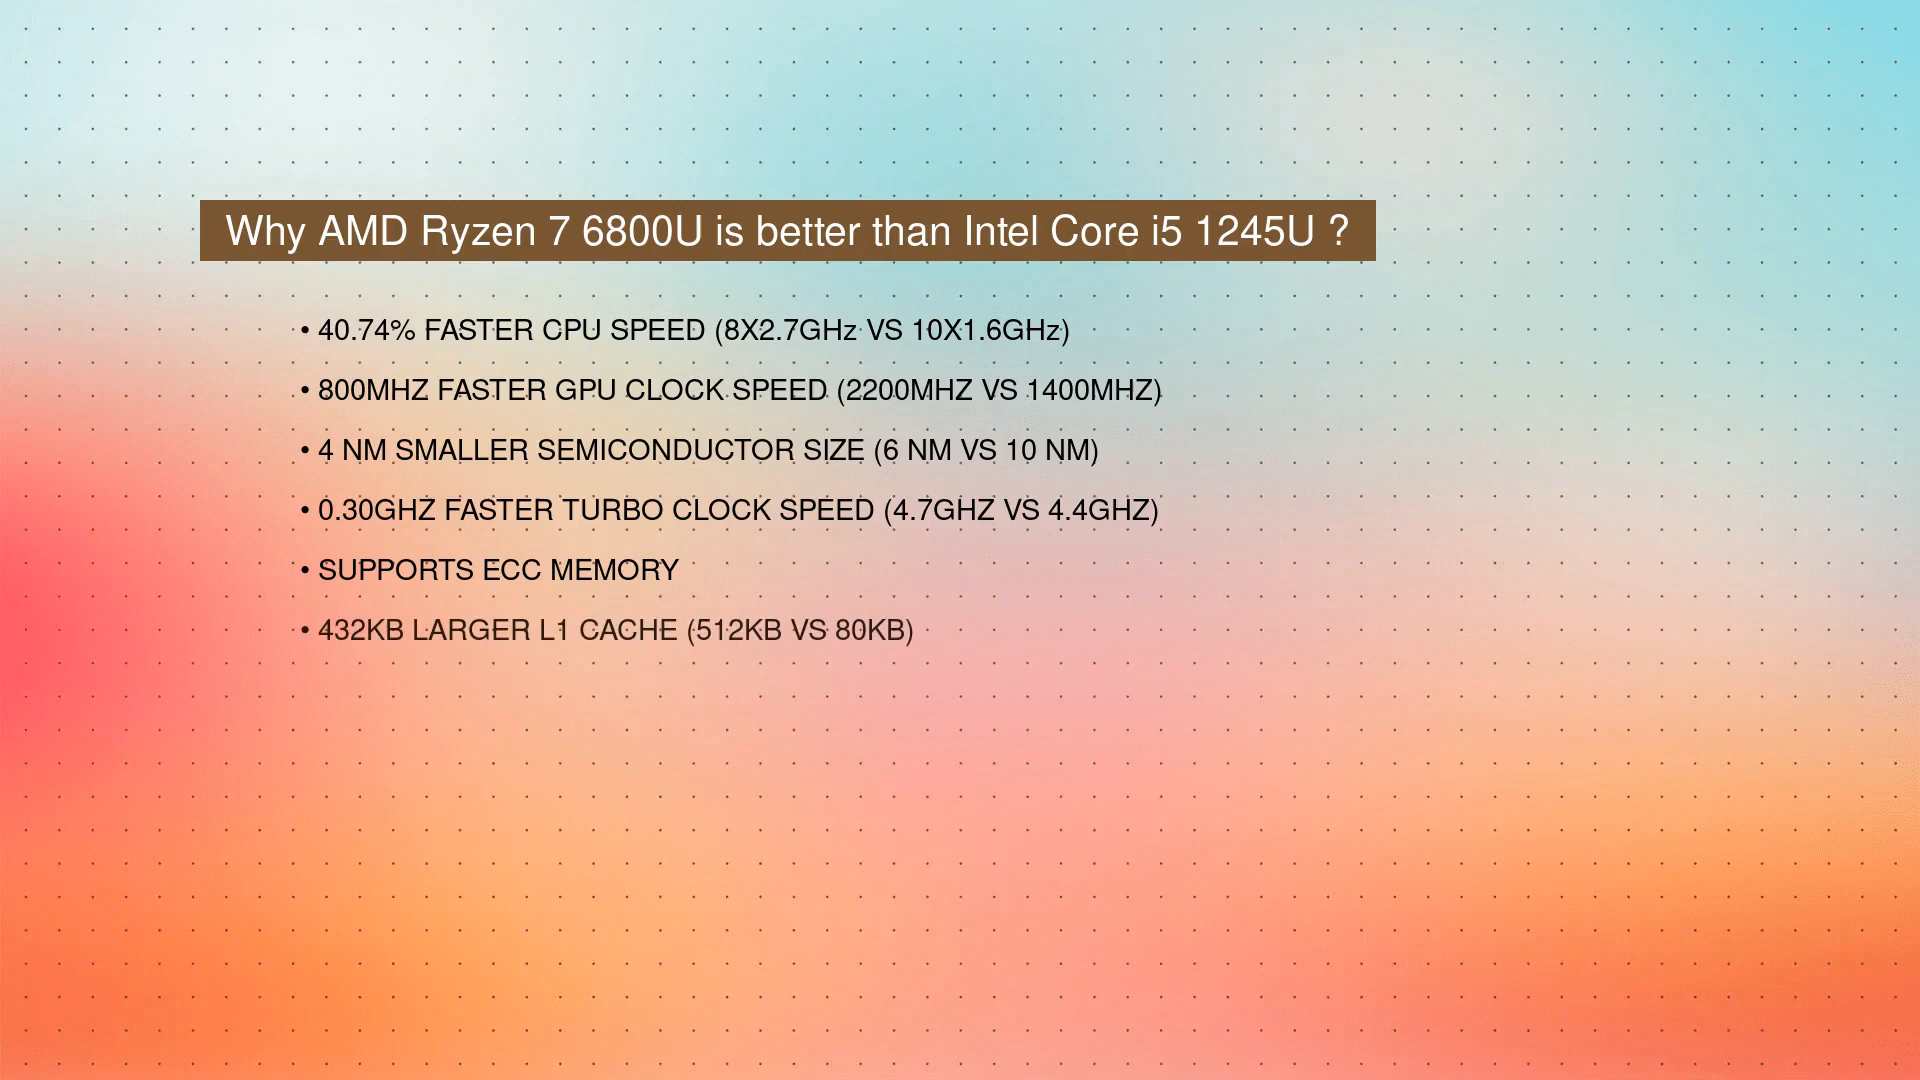 Why AMD Ryzen 7 6800U is better than Intel Core i5 1245U ?
• 40.74% FASTER CPU SPEED (8X2.7GHz VS 10X1.6GHz)
• 800MHZ FASTER GPU CLOCK SPEED (2200MHZ VS 1400MHZ)
• 4 NM SMALLER SEMICONDUCTOR SIZE (6 NM VS 10 NM)
• 0.30GHZ FASTER TURBO CLOCK SPEED (4.7GHZ VS 4.4GHZ)
• SUPPORTS ECC MEMORY
• 432KB LARGER L1 CACHE (512KB VS 80KB)